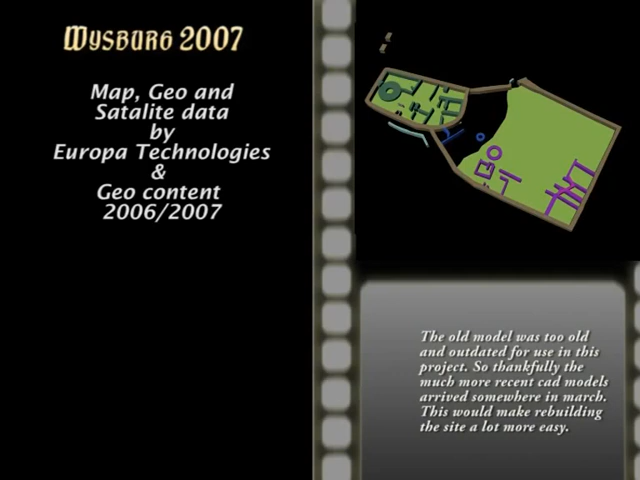 Wysburg 2007
Map, Geo and
Satalite data
by
Europa Technologies
&
Geo content
2006/2007
The old model was too old
and outdated for use in this
project. So thankfully the
much more recent cad models
arrived somewhere in march.
This would make rebuilding
the site a lot more easy.